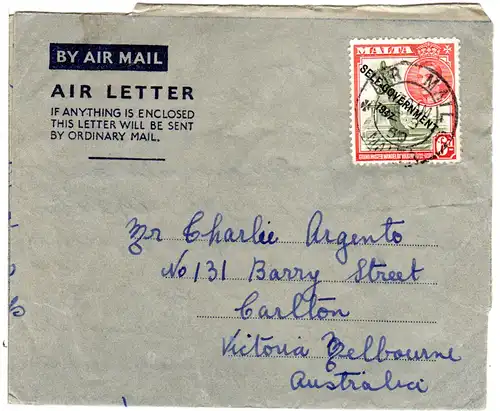 BY AIR MAIL
AIR LETTER
IF ANYTHING IS ENCLOSED
THIS LETTER WILL BE SENT
BY ORDINARY MAIL.
MALTA
SELF-GOVERNMENT
6d
Mr Charlie Argento
No 131 Barry Street
Carlton
Victoria Melbourne
Australia